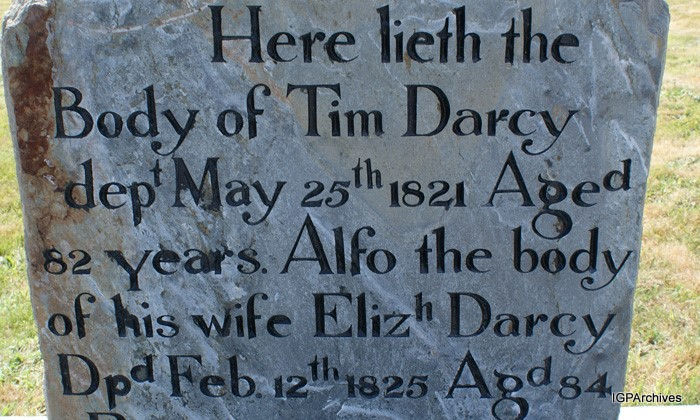 Here lieth the
Body of Tim Darcy
dept May 25th 1821 Aged
82 years. Alſo the body
of his wife Elizh Darcy
Dpd Feb. 12th 1825 Agd 84
IGPArchives